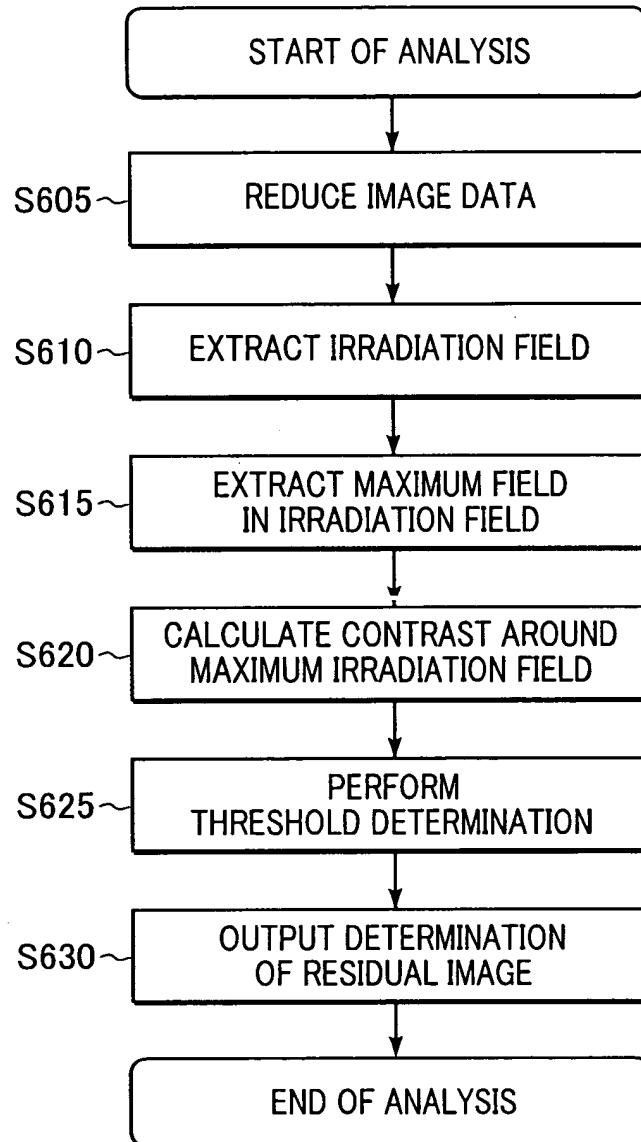 START OF ANALYSIS
S605
REDUCE IMAGE DATA
S610
EXTRACT IRRADIATION FIELD
S615
EXTRACT MAXIMUM FIELD
IN IRRADIATION FIELD
S620
CALCULATE CONTRAST AROUND
MAXIMUM IRRADIATION FIELD
S625
PERFORM
THRESHOLD DETERMINATION
S630
OUTPUT DETERMINATION
OF RESIDUAL IMAGE
END OF ANALYSIS